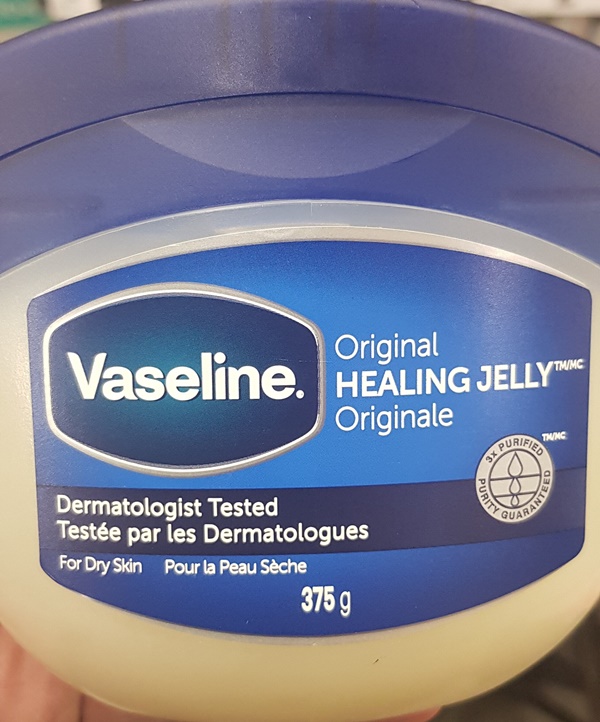 Vaseline.
Original
HEALING JELLY™/MC
Originale
3x PURIFIED TM/MC
PURITY GUARANTEED
Dermatologist Tested
Testée par les Dermatologues
For Dry Skin Pour la Peau Sèche
375 g